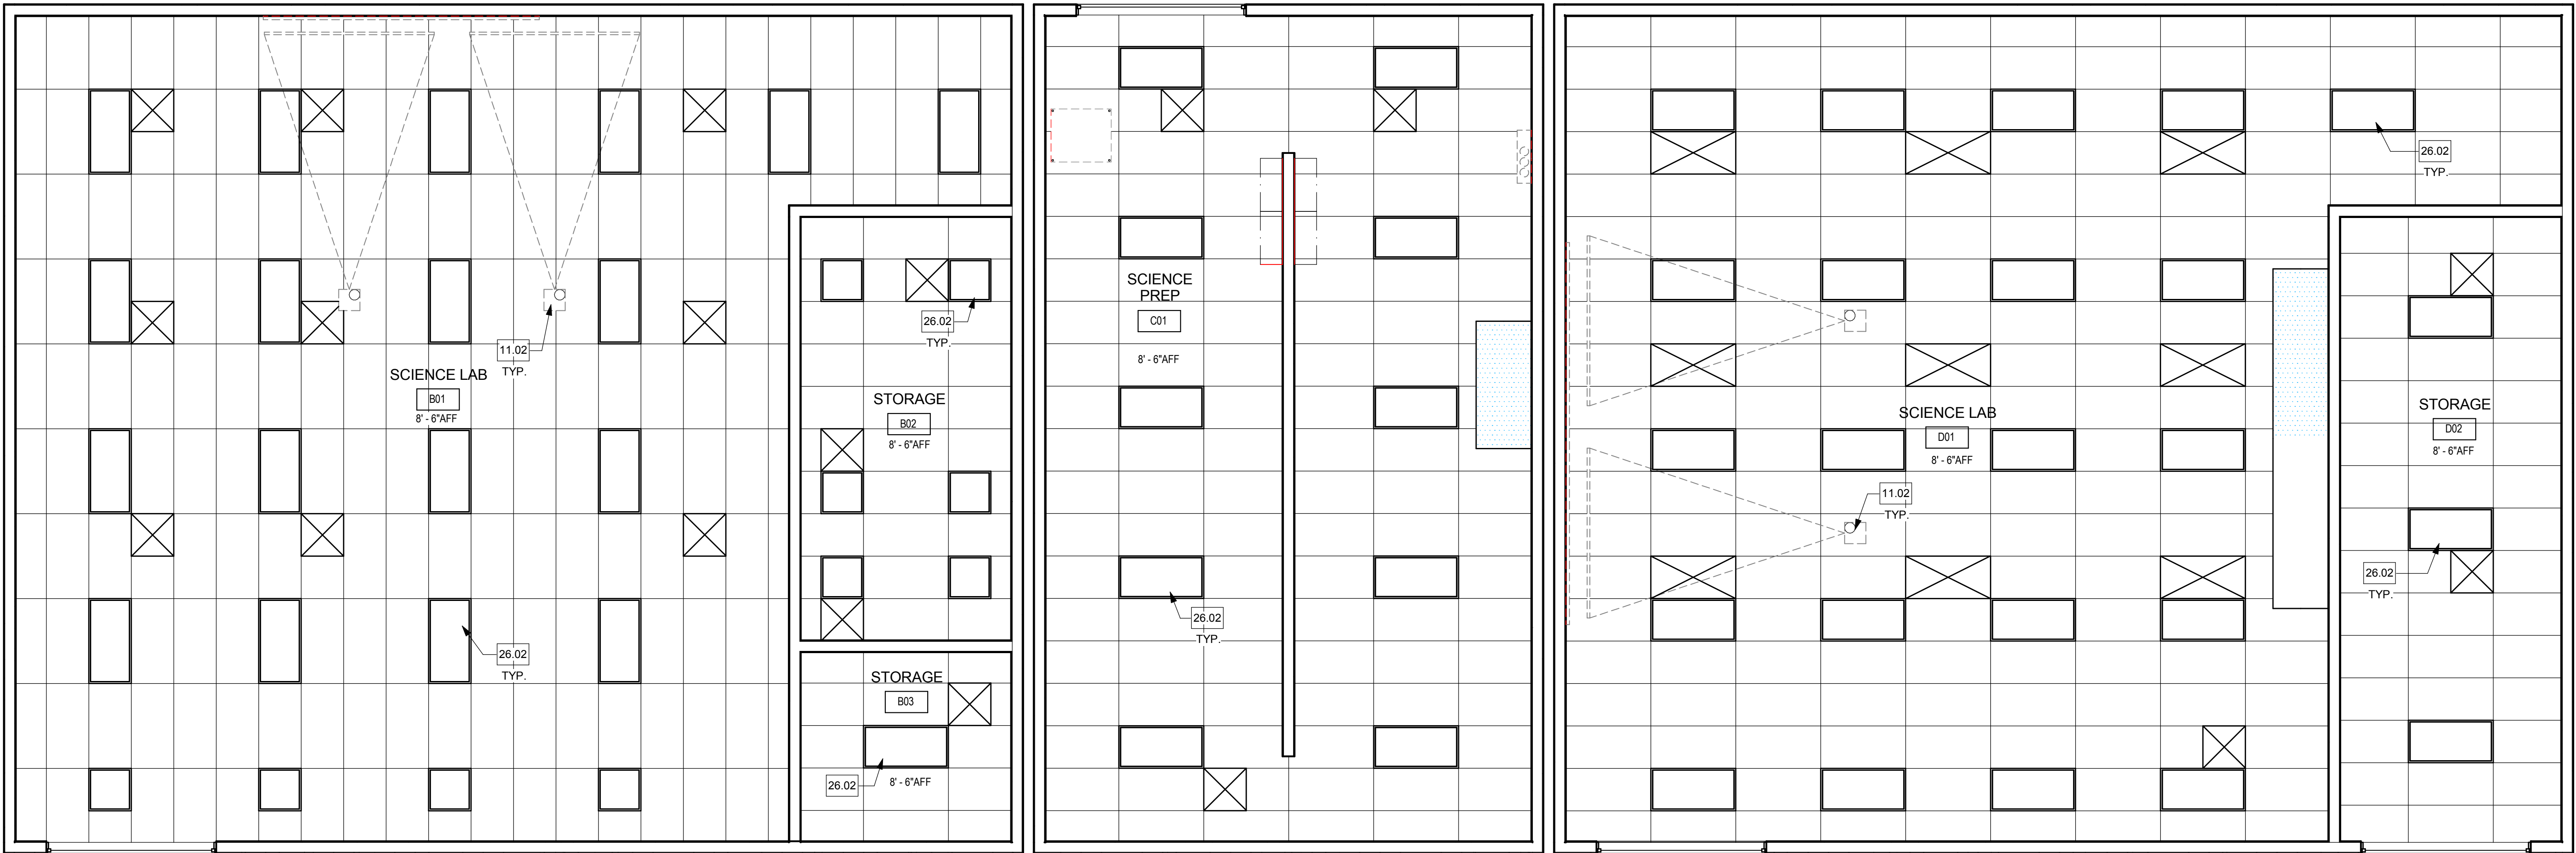 SCIENCE LAB
B01
8' - 6"AFF
11.02
TYP.
26.02
TYP.
26.02
TYP.
STORAGE
B02
8' - 6"AFF
STORAGE
B03
26.02
8' - 6"AFF
SCIENCE
PREP
C01
8' - 6"AFF
26.02
TYP.
26.02
TYP.
SCIENCE LAB
D01
8' - 6"AFF
11.02
TYP.
STORAGE
D02
8' - 6"AFF
26.02
TYP.